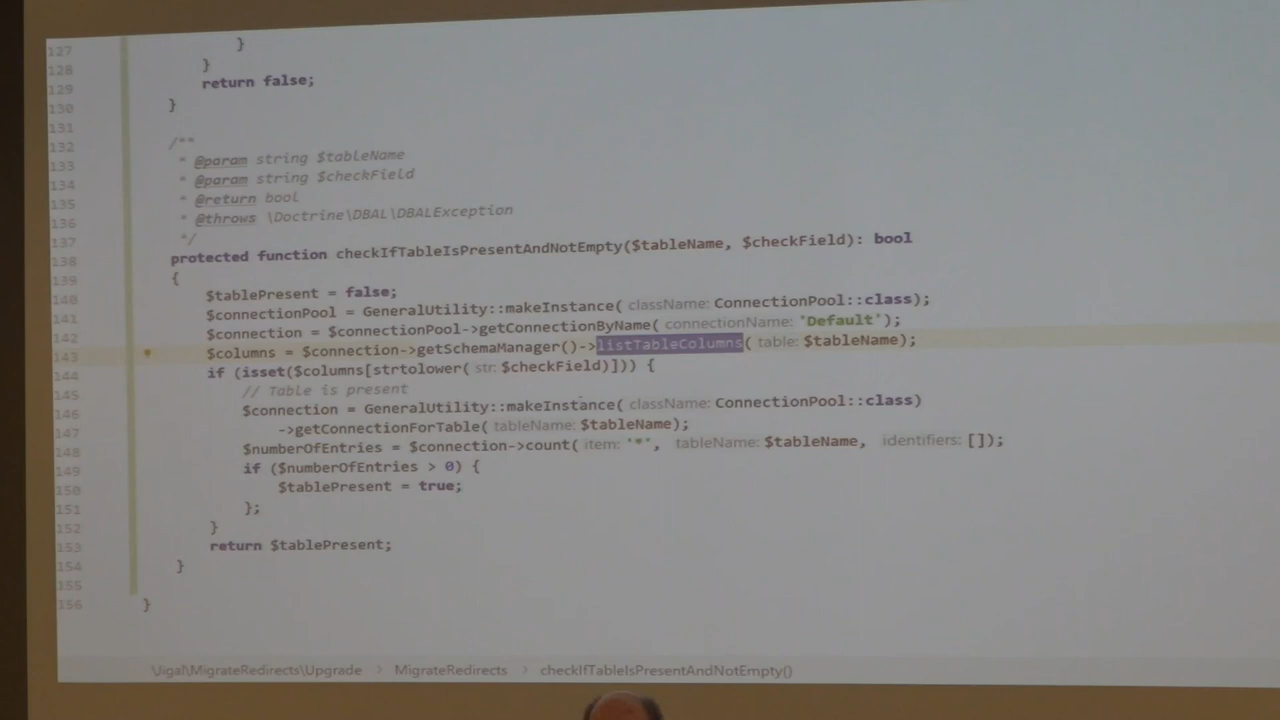 127 }
128 }
129 return false;
130 }
131
132 /**
133 * @param string $tableName
134 * @param string $checkField
135 * @return bool
136 * @throws \Doctrine\DBAL\DBALException
137 */
138 protected function checkIfTableIsPresentAndNotEmpty($tableName, $checkField): bool
139 {
140 $tablePresent = false;
141 $connectionPool = GeneralUtility::makeInstance( className: ConnectionPool::class);
142 $connection = $connectionPool->getConnectionByName( connectionName: 'Default');
143 $columns = $connection->getSchemaManager()->listTableColumns( table: $tableName);
144 if (isset($columns[strtolower( str: $checkField)])) {
145 // Table is present
146 $connection = GeneralUtility::makeInstance( className: ConnectionPool::class)
147 ->getConnectionForTable( tableName: $tableName);
148 $numberOfEntries = $connection->count( item: '*', tableName: $tableName, identifiers: []);
149 if ($numberOfEntries > 0) {
150 $tablePresent = true;
151 };
152 }
153 return $tablePresent;
154 }
155
156 }
\Jigal\MigrateRedirects\Upgrade > MigrateRedirects > checkIfTableIsPresentAndNotEmpty()